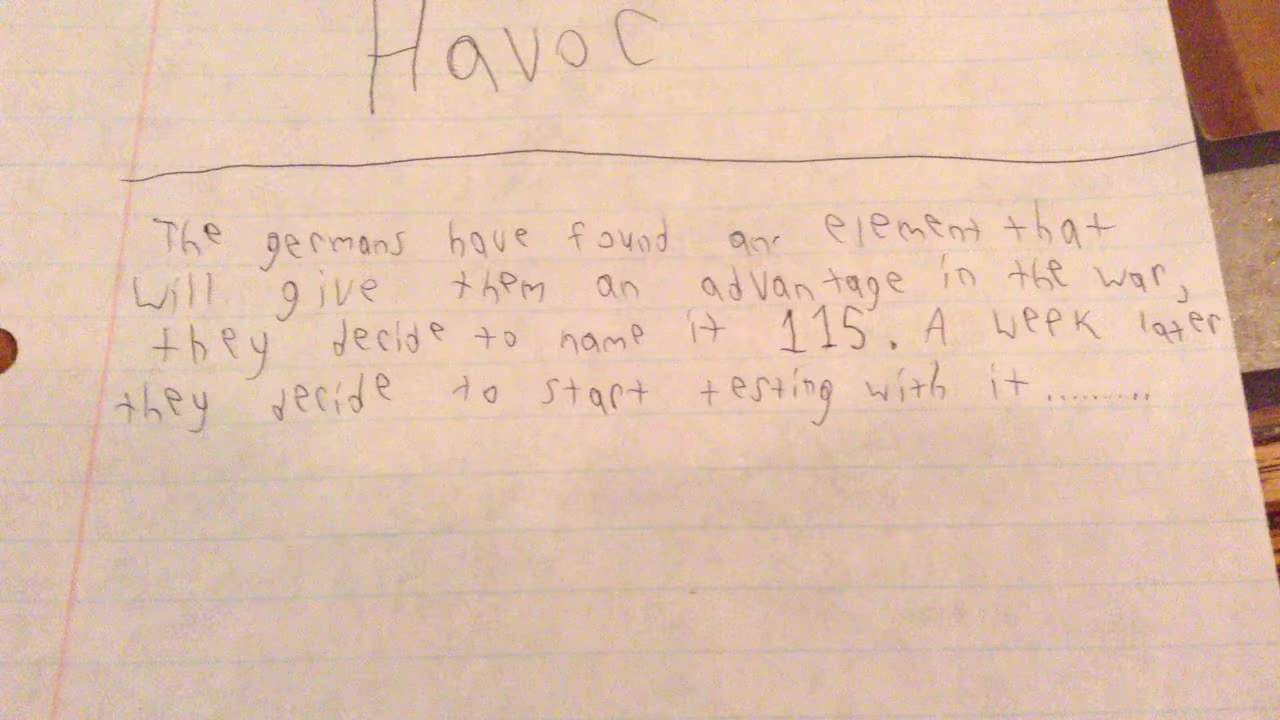 Havoc
The germans have found an element that
will give them an advantage in the war,
they decide to name it 115. A week later
they decide to start testing with it..........